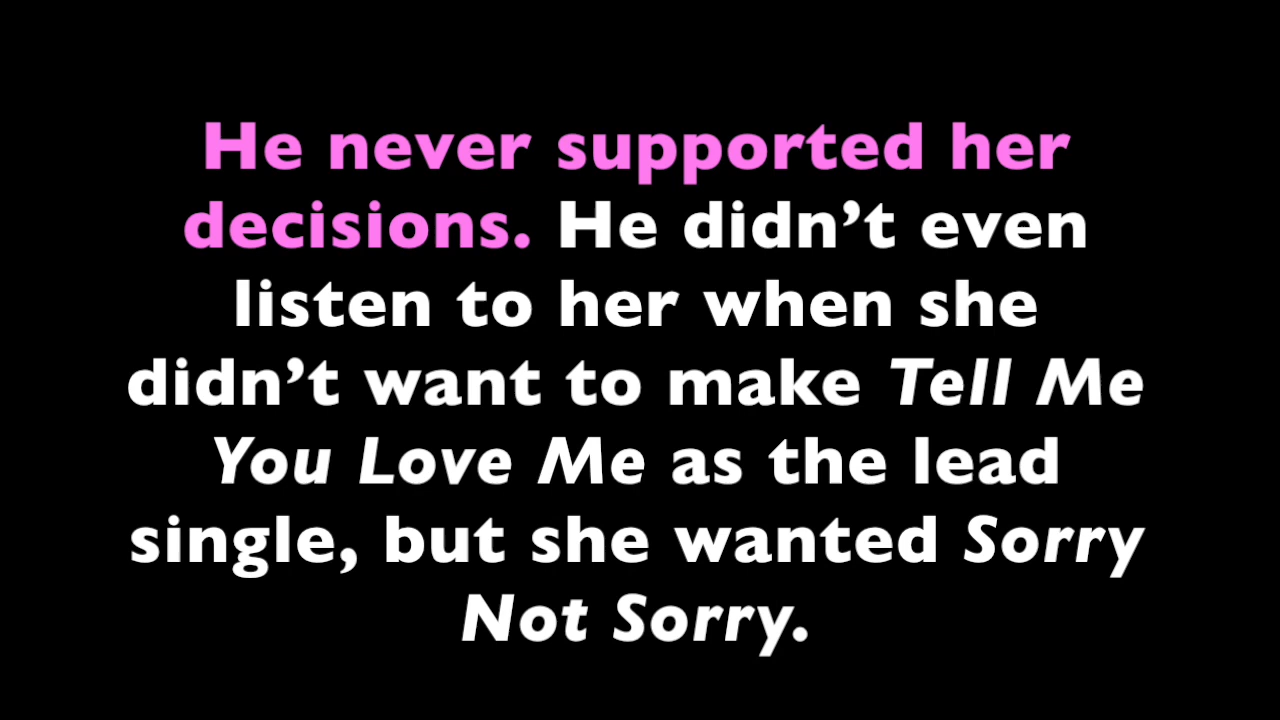 He never supported her
decisions. He didn’t even
listen to her when she
didn’t want to make Tell Me
You Love Me as the lead
single, but she wanted Sorry
Not Sorry.